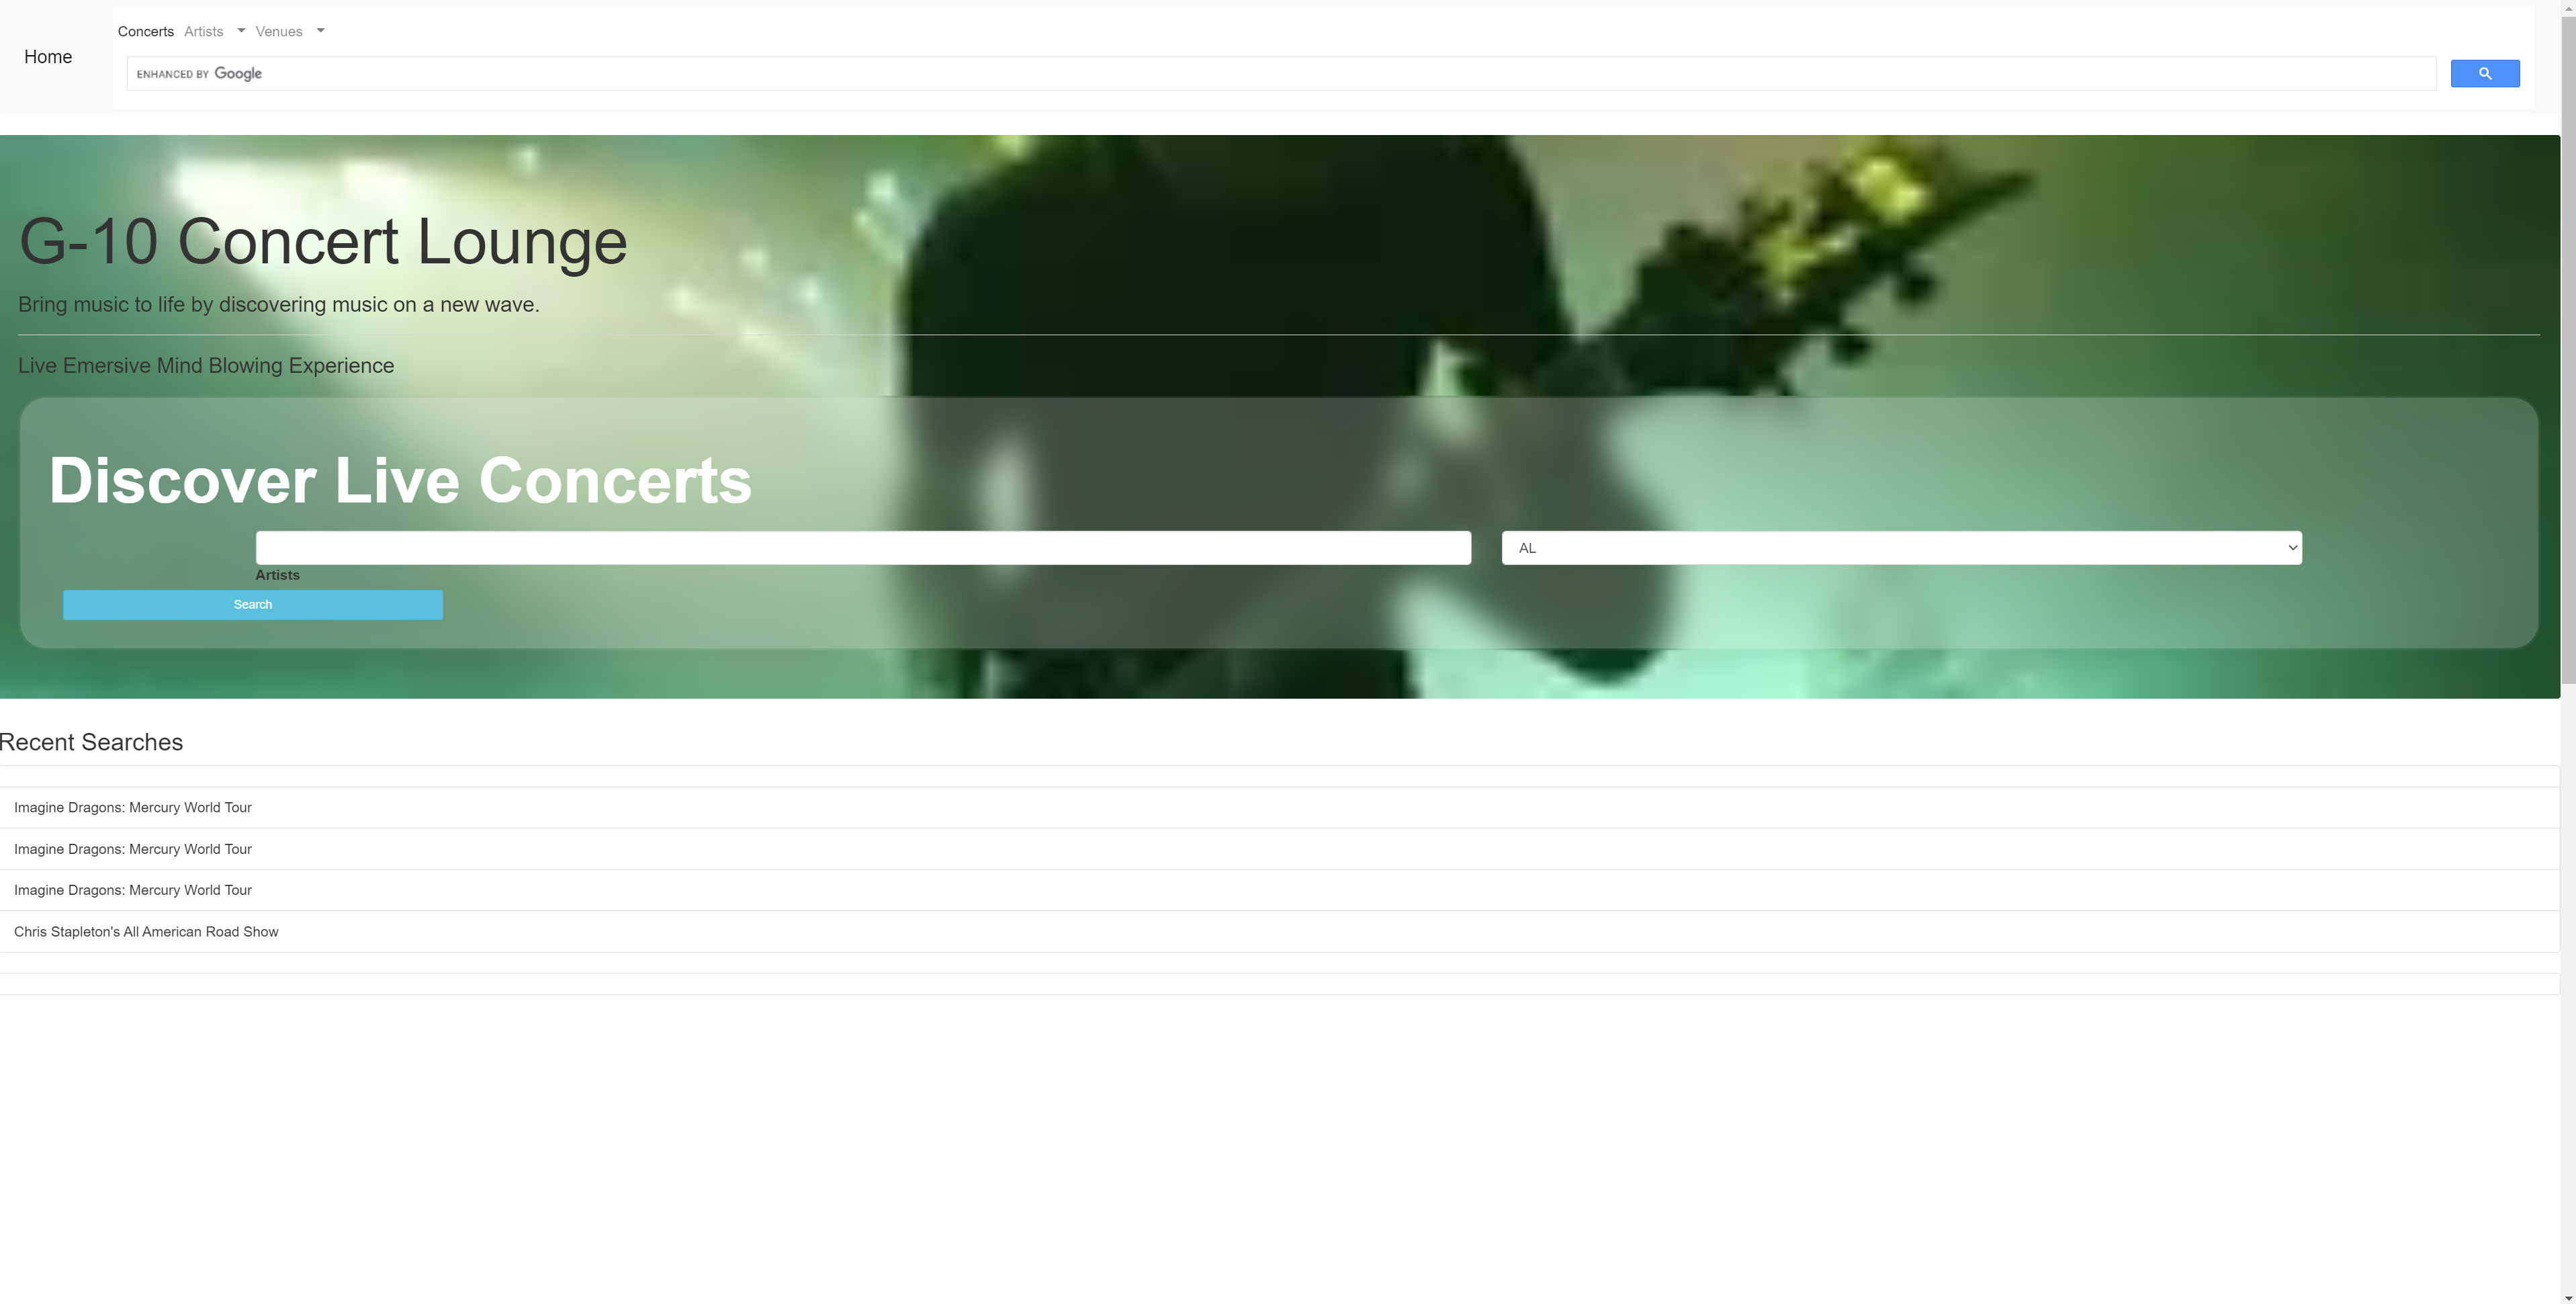 Home
Concerts Artists Venues
ENHANCED BY Google
G-10 Concert Lounge
Bring music to life by discovering music on a new wave.
Live Emersive Mind Blowing Experience
Discover Live Concerts
AL
Artists
Search
Recent Searches
Imagine Dragons: Mercury World Tour
Imagine Dragons: Mercury World Tour
Imagine Dragons: Mercury World Tour
Chris Stapleton's All American Road Show